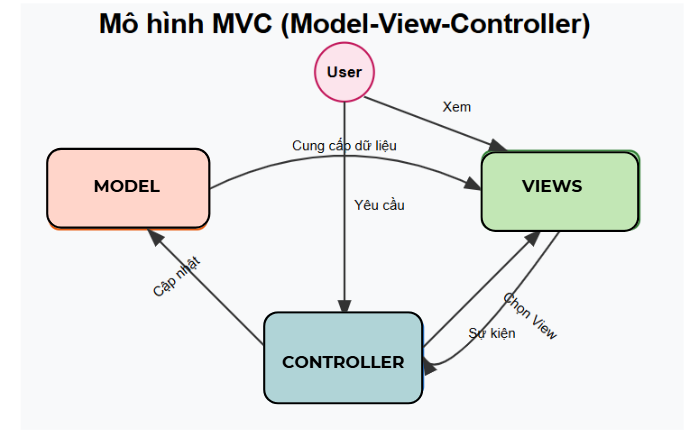 Mô hình MVC (Model-View-Controller)
User
Xem
Cung cấp dữ liệu
MODEL
VIEWS
Yêu cầu
Cập nhật
Chọn View
Sự kiện
CONTROLLER